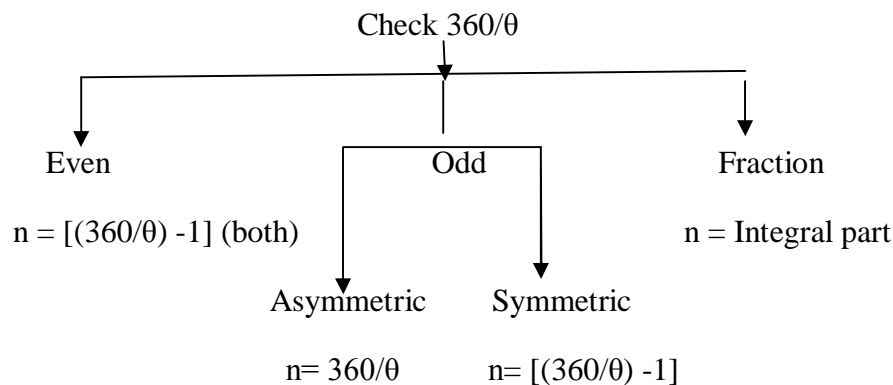 Check 360/θ
Even Odd Fraction
n = [(360/θ) -1] (both) n = Integral part
Asymmetric Symmetric
n= 360/θ n= [(360/θ) -1]